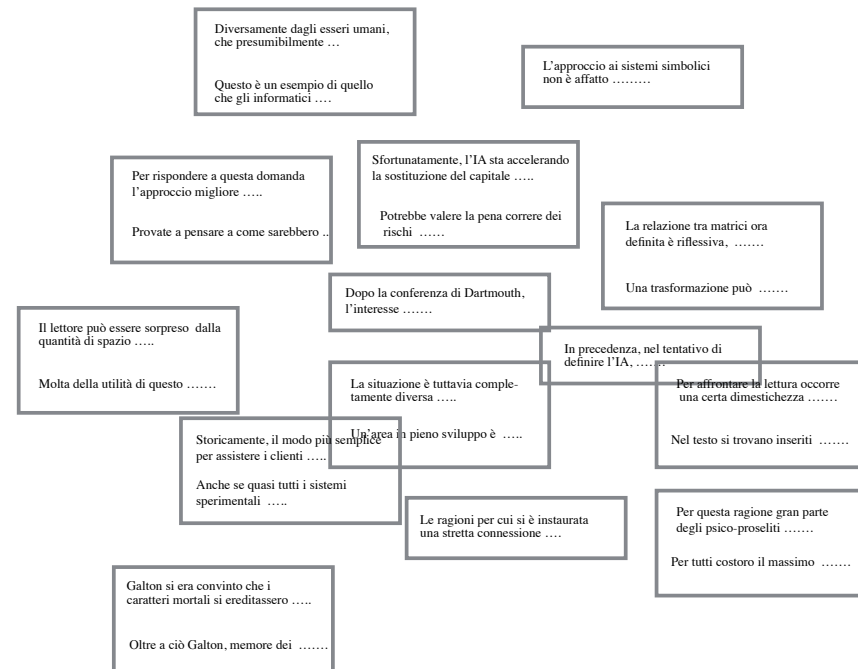 Diversamente dagli esseri umani,
che presumibilmente …
Questo è un esempio di quello
che gli informatici ….
L’approccio ai sistemi simbolici
non è affatto ………
Per rispondere a questa domanda
l’approccio migliore …..
Provate a pensare a come sarebbero ..
Sfortunatamente, l’IA sta accelerando
la sostituzione del capitale …..
Potrebbe valere la pena correre dei
rischi ……
La relazione tra matrici ora
definita è riflessiva, …….
Una trasformazione può …….
Dopo la conferenza di Dartmouth,
l’interesse …….
Il lettore può essere sorpreso dalla
quantità di spazio …..
Molta della utilità di questo …….
In precedenza, nel tentativo di
definire l’IA, …….
La situazione è tuttavia comple-
tamente diversa …..
Un’area in pieno sviluppo è …..
Per affrontare la lettura occorre
una certa dimestichezza …….
Nel testo si trovano inseriti …….
Storicamente, il modo più semplice
per assistere i clienti …..
Anche se quasi tutti i sistemi
sperimentali …..
Le ragioni per cui si è instaurata
una stretta connessione ….
Per questa ragione gran parte
degli psico-proseliti …….
Per tutti costoro il massimo …….
Galton si era convinto che i
caratteri mortali si ereditassero …..
Oltre a ciò Galton, memore dei …….